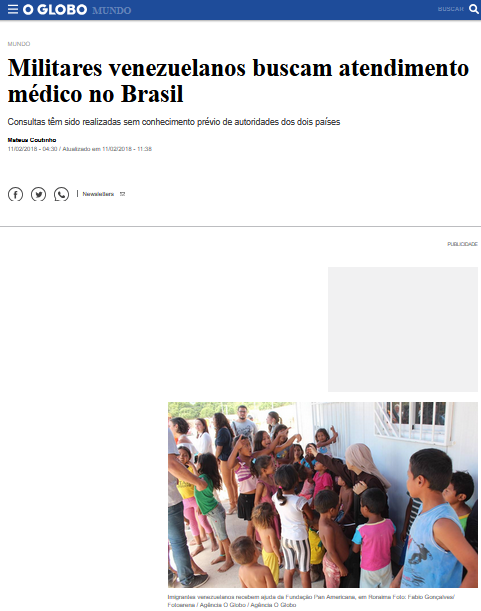 O GLOBO MUNDO BUSCAR
MUNDO
Militares venezuelanos buscam atendimento
médico no Brasil
Consultas têm sido realizadas sem conhecimento prévio de autoridades dos dois países
Mateus Coutinho
11/02/2018 - 04:30 / Atualizado em 11/02/2018 - 11:38
Newsletters
PUBLICIDADE
Imigrantes venezuelanos recebem ajuda da Fundação Pan Americana, em Roraima Foto: Fabio Gonçalves/
Fotoarena / Agência O Globo / Agência O Globo